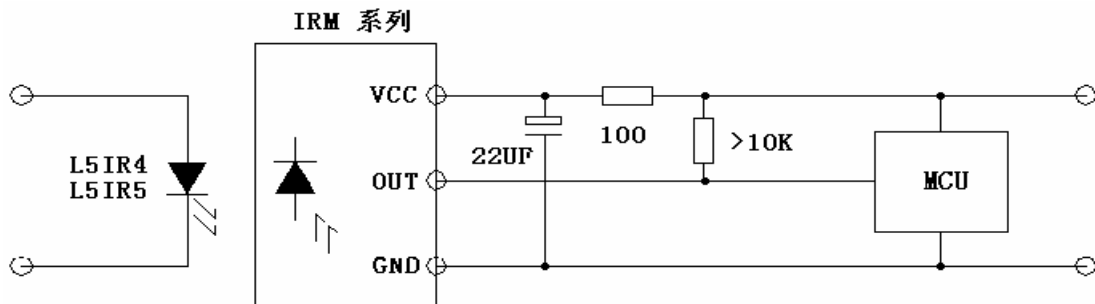 IRM 系列
VCC
100
>10K
22UF
L5IR4
L5IR5
OUT
MCU
GND